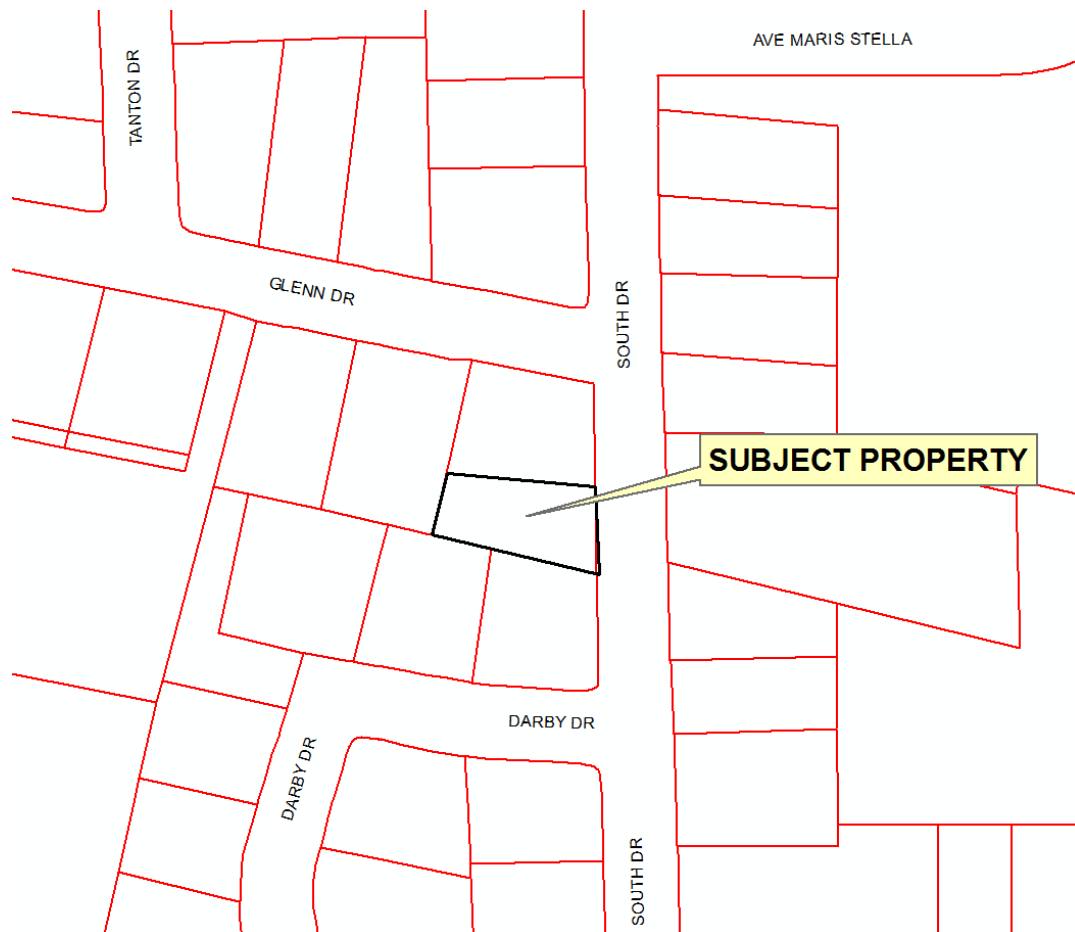 AVE MARIS STELLA
TANTON DR
GLENN DR
SOUTH DR
SUBJECT PROPERTY
DARBY DR
DARBY DR
SOUTH DR